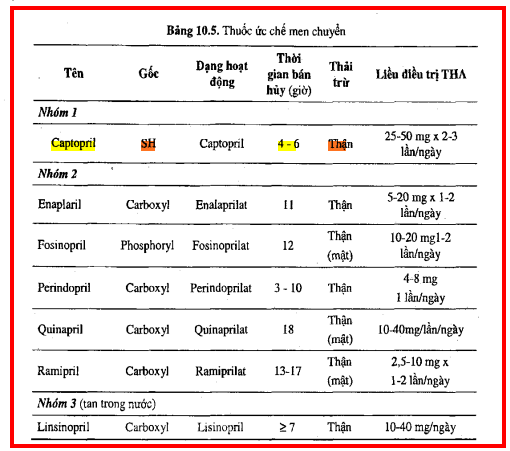 Bảng 10.5. Thuốc ức chế men chuyển
Tên Gốc Dạng hoạt động Thời gian bán hủy (giờ) Thải trừ Liều điều trị THA
Nhóm 1
Captopril SH Captopril 4 - 6 Thận 25-50 mg x 2-3 lần/ngày
Nhóm 2
Enaplaril Carboxyl Enalaprilat 11 Thận 5-20 mg x 1-2 lần/ngày
Fosinopril Phosphoryl Fosinoprilat 12 Thận (mật) 10-20 mg1-2 lần/ngày
Perindopril Carboxyl Perindoprilat 3 - 10 Thận 4-8 mg 1 lần/ngày
Quinapril Carboxyl Quinaprilat 18 Thận (mật) 10-40mg/lần/ngày
Ramipril Carboxyl Ramiprilat 13-17 Thận (mật) 2,5-10 mg x 1-2 lần/ngày
Nhóm 3 (tan trong nước)
Linsinopril Carboxyl Lisinopril ≥ 7 Thận 10-40 mg/ngày